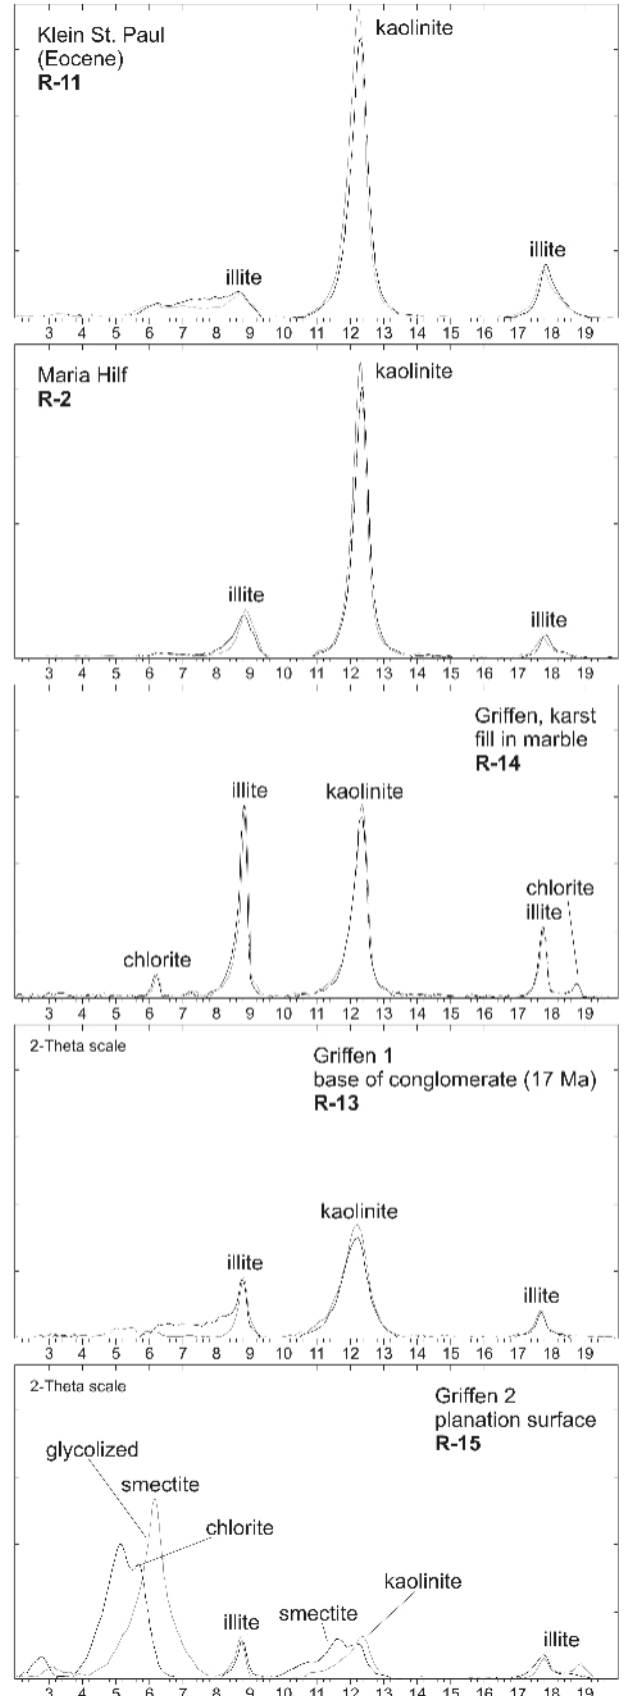 Klein St. Paul
(Eocene)
R-11
kaolinite
illite
illite
3 4 5 6 7 8 9 10 11 12 13 14 15 16 17 18 19
Maria Hilf
R-2
kaolinite
illite
illite
3 4 5 6 7 8 9 10 11 12 13 14 15 16 17 18 19
Griffen, karst
fill in marble
R-14
illite
kaolinite
chlorite
illite
chlorite
3 4 5 6 7 8 9 10 11 12 13 14 15 16 17 18 19
2-Theta scale
Griffen 1
base of conglomerate (17 Ma)
R-13
kaolinite
illite
illite
3 4 5 6 7 8 9 10 11 12 13 14 15 16 17 18 19
2-Theta scale
Griffen 2
planation surface
R-15
glycolized
smectite
chlorite
kaolinite
smectite
illite
illite
3 4 5 6 7 8 9 10 11 12 13 14 15 16 17 18 19